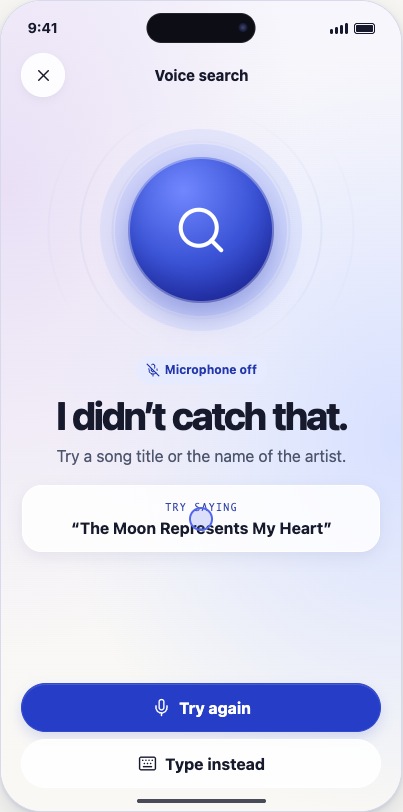 9:41
Voice search
Microphone off
I didn’t catch that.
Try a song title or the name of the artist.
TRY SAYING
“The Moon Represents My Heart”
Try again
Type instead